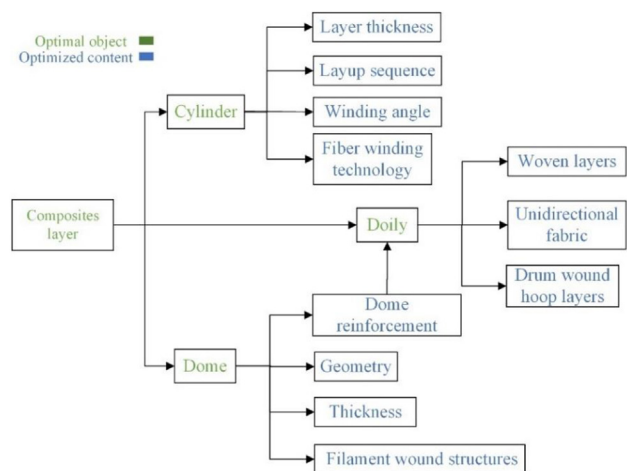 Optimal object
Optimized content
Layer thickness
Layup sequence
Cylinder
Winding angle
Fiber winding
technology
Woven layers
Composites
layer
Doily
Unidirectional
fabric
Drum wound
hoop layers
Dome
reinforcement
Dome
Geometry
Thickness
Filament wound structures